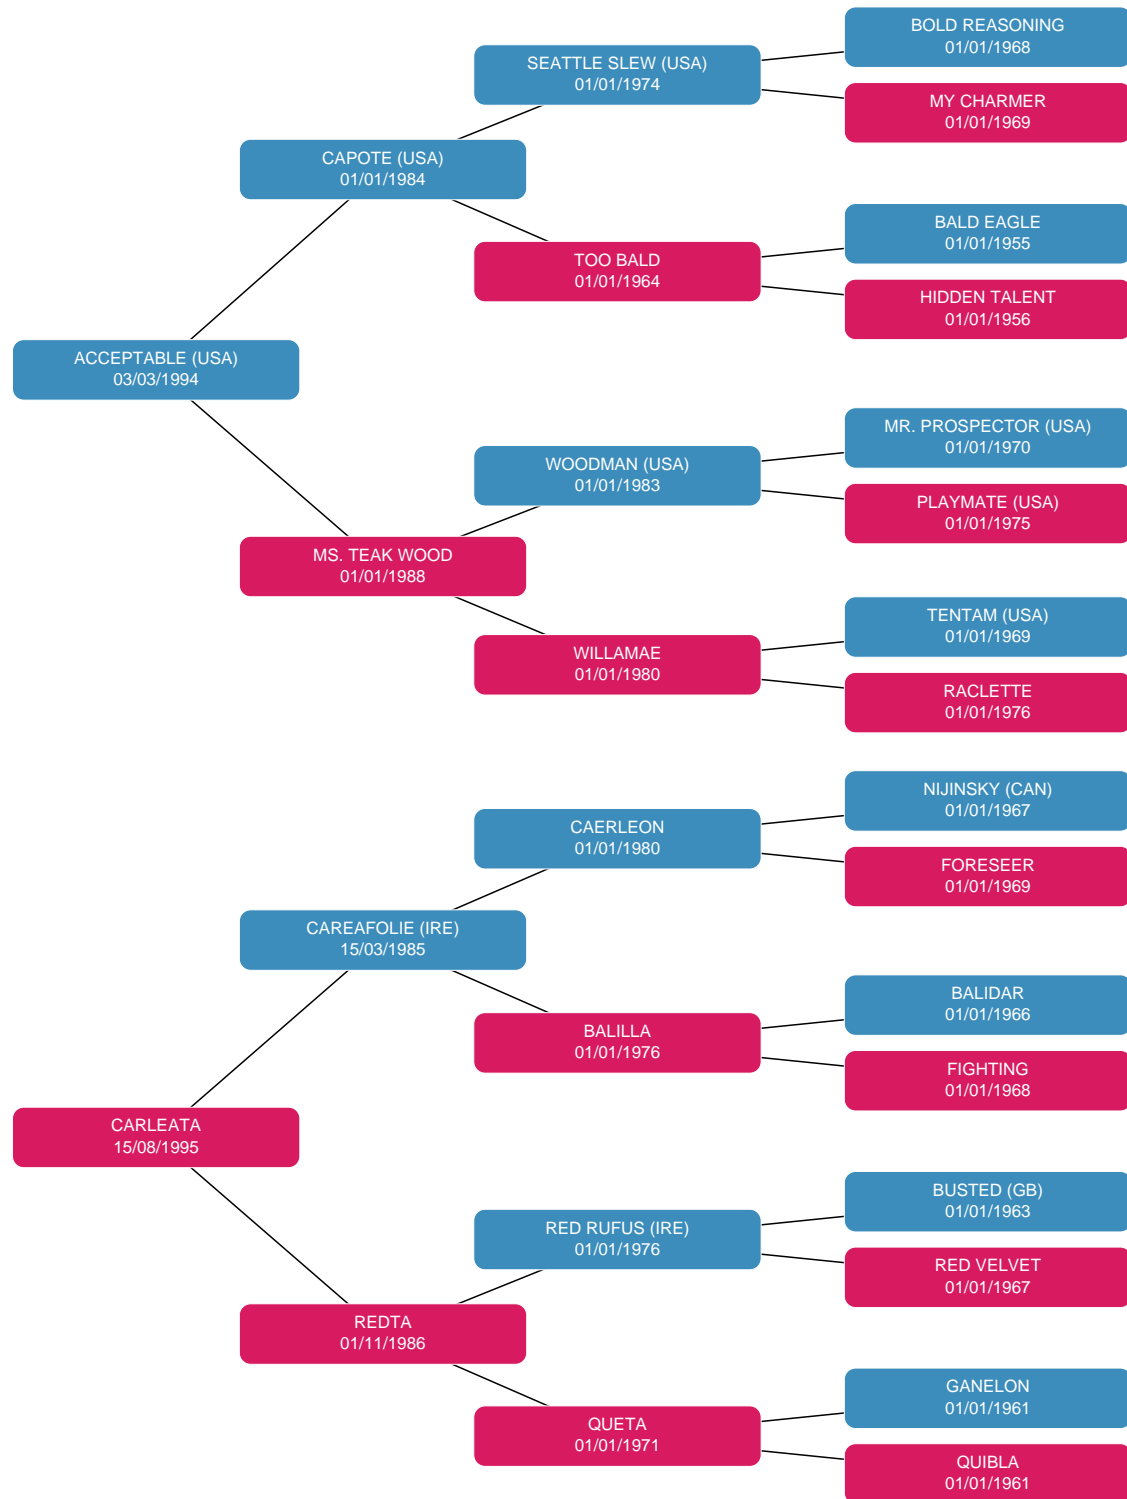 BOLD REASONING
01/01/1968
SEATTLE SLEW (USA)
01/01/1974
MY CHARMER
01/01/1969
CAPOTE (USA)
01/01/1984
BALD EAGLE
01/01/1955
TOO BALD
01/01/1964
HIDDEN TALENT
01/01/1956
ACCEPTABLE (USA)
03/03/1994
MR. PROSPECTOR (USA)
01/01/1970
WOODMAN (USA)
01/01/1983
PLAYMATE (USA)
01/01/1975
MS. TEAK WOOD
01/01/1988
TENTAM (USA)
01/01/1969
WILLAMAE
01/01/1980
RACLETTE
01/01/1976
NIJINSKY (CAN)
01/01/1967
CAERLEON
01/01/1980
FORESEER
01/01/1969
CAREAFOLIE (IRE)
15/03/1985
BALIDAR
01/01/1966
BALILLA
01/01/1976
FIGHTING
01/01/1968
CARLEATA
15/08/1995
BUSTED (GB)
01/01/1963
RED RUFUS (IRE)
01/01/1976
RED VELVET
01/01/1967
REDTA
01/11/1986
GANELON
01/01/1961
QUETA
01/01/1971
QUIBLA
01/01/1961